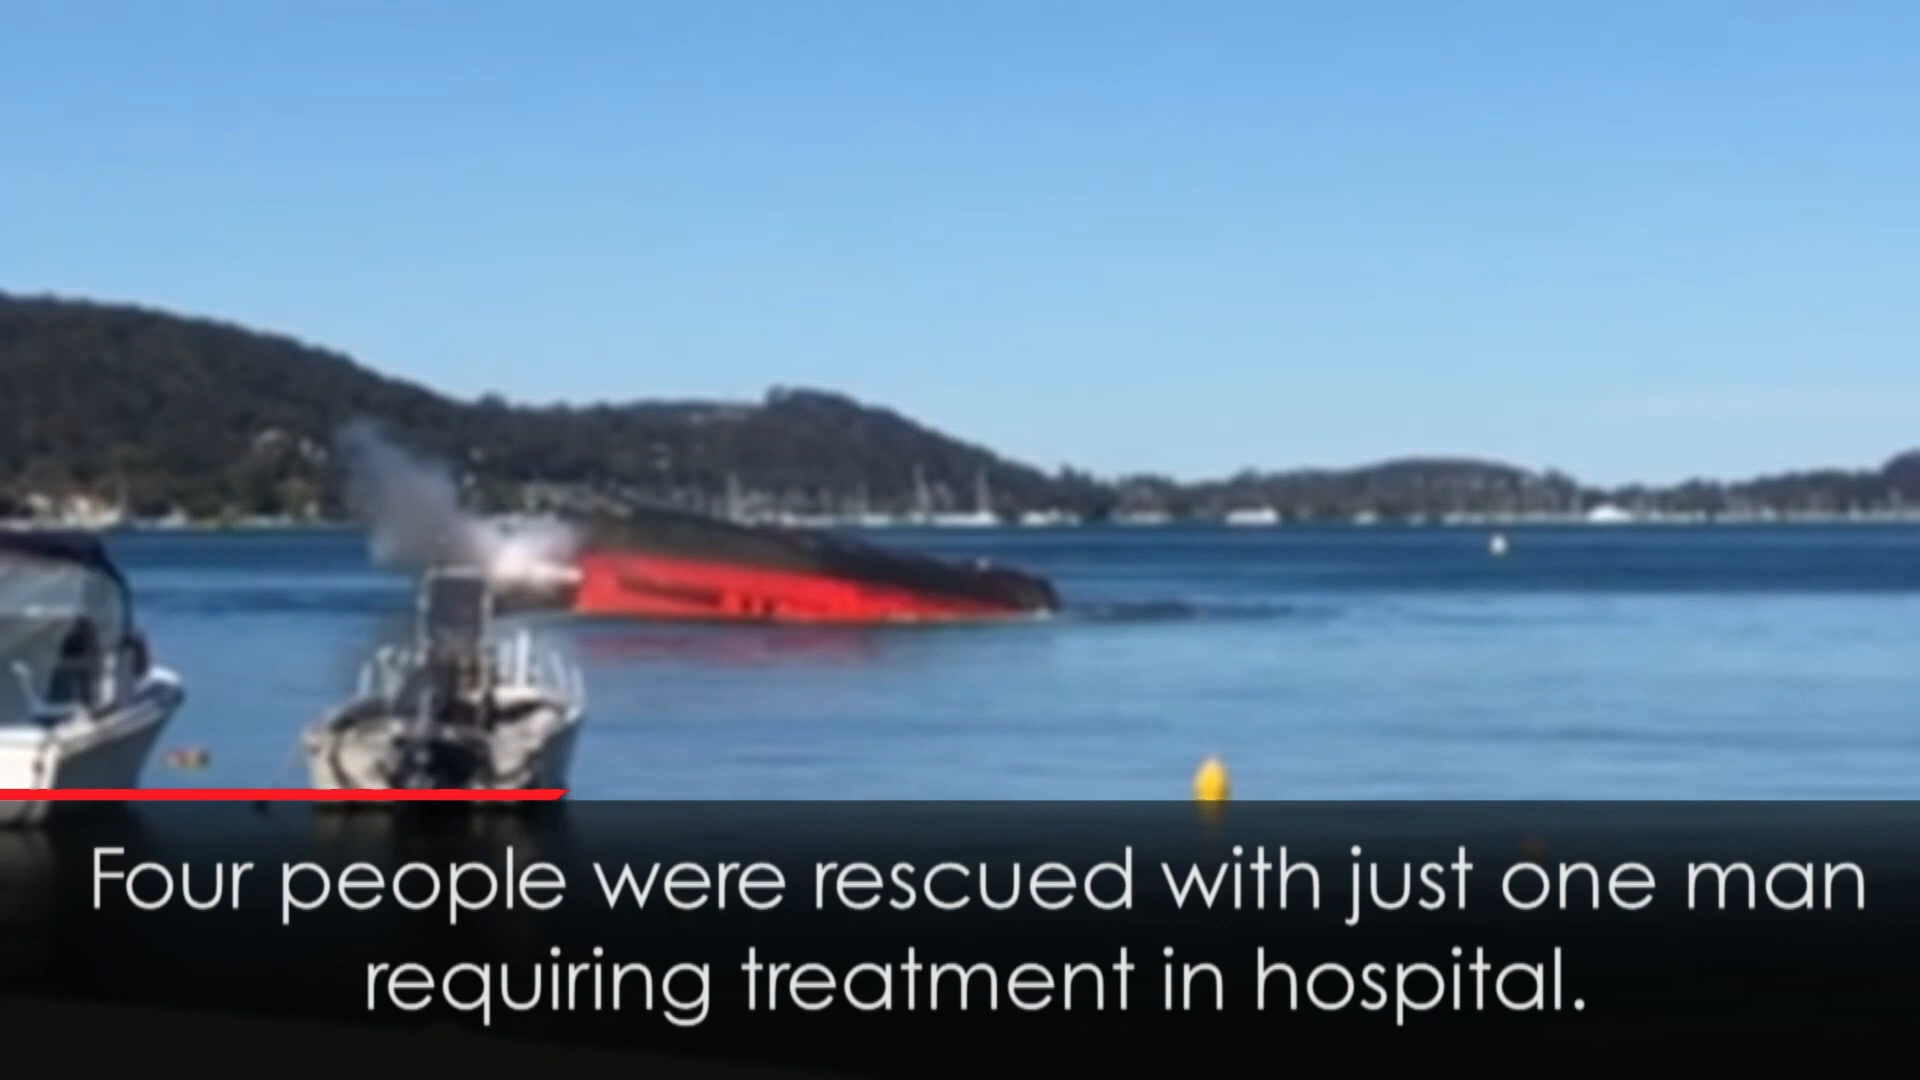 Four people were rescued with just one man
requiring treatment in hospital.